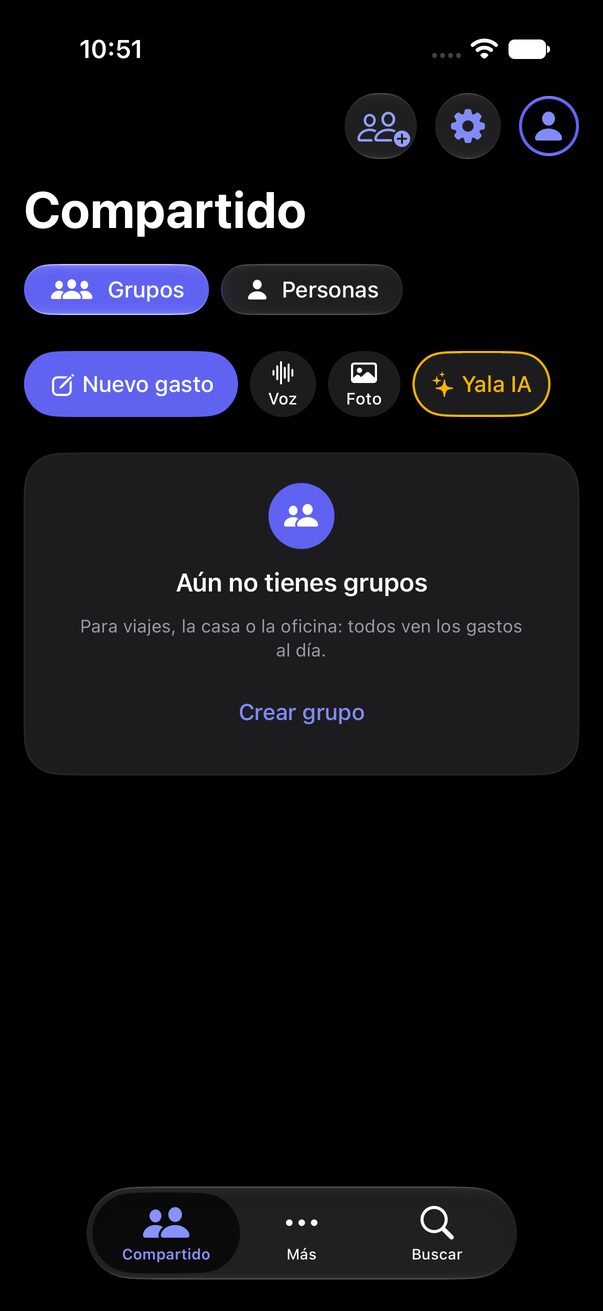 10:51
Compartido
Grupos
Personas
Nuevo gasto
Voz
Foto
Yala IA
Aún no tienes grupos
Para viajes, la casa o la oficina: todos ven los gastos
al día.
Crear grupo
Compartido
Más
Buscar